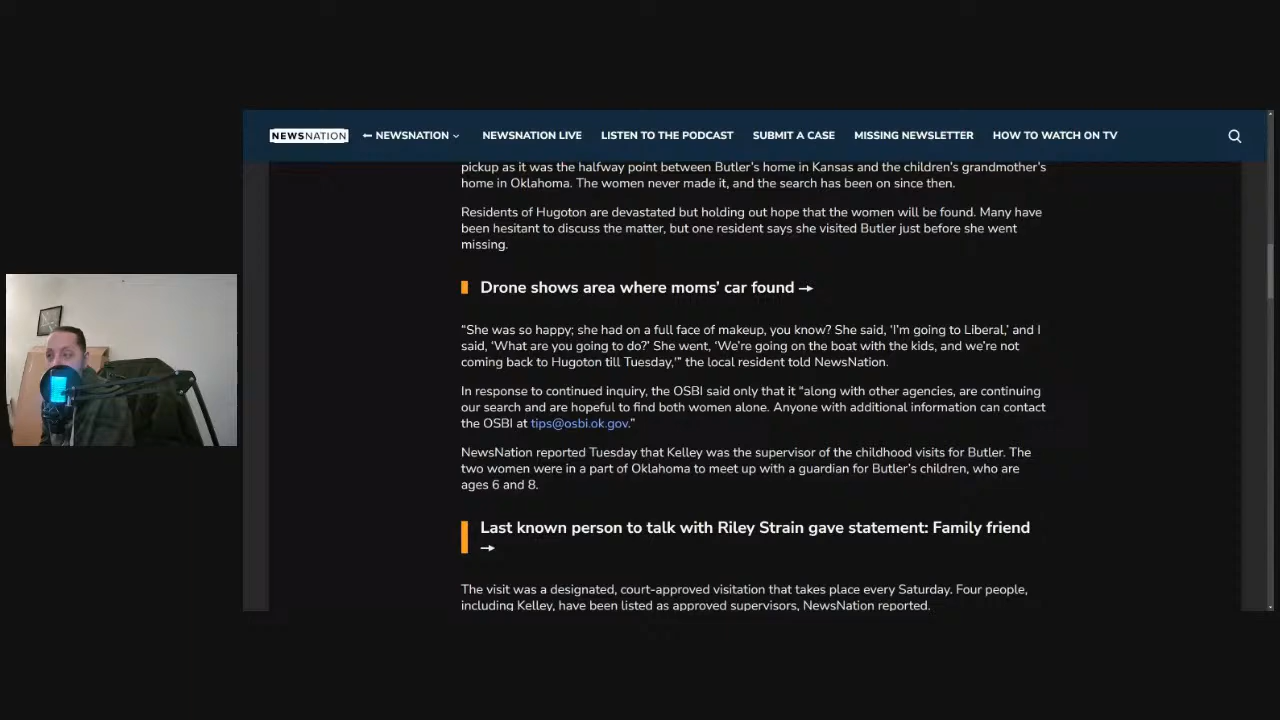 NEWSNATION
NEWSNATION
NEWSNATION LIVE
LISTEN TO THE PODCAST
SUBMIT A CASE
MISSING NEWSLETTER
HOW TO WATCH ON TV
pickup as it was the halfway point between Butler's home in Kansas and the children's grandmother's
home in Oklahoma. The women never made it, and the search has been on since then.
Residents of Hugoton are devastated but holding out hope that the women will be found. Many have
been hesitant to discuss the matter, but one resident says she visited Butler just before she went
missing.
Drone shows area where moms' car found →
“She was so happy; she had on a full face of makeup, you know? She said, ‘I'm going to Liberal,’ and I
said, ‘What are you going to do?’ She went, ‘We're going on the boat with the kids, and we're not
coming back to Hugoton till Tuesday,’” the local resident told NewsNation.
In response to continued inquiry, the OSBI said only that it “along with other agencies, are continuing
our search and are hopeful to find both women alone. Anyone with additional information can contact
the OSBI at tips@osbi.ok.gov.”
NewsNation reported Tuesday that Kelley was the supervisor of the childhood visits for Butler. The
two women were in a part of Oklahoma to meet up with a guardian for Butler's children, who are
ages 6 and 8.
Last known person to talk with Riley Strain gave statement: Family friend
→
The visit was a designated, court-approved visitation that takes place every Saturday. Four people,
including Kelley, have been listed as approved supervisors, NewsNation reported.